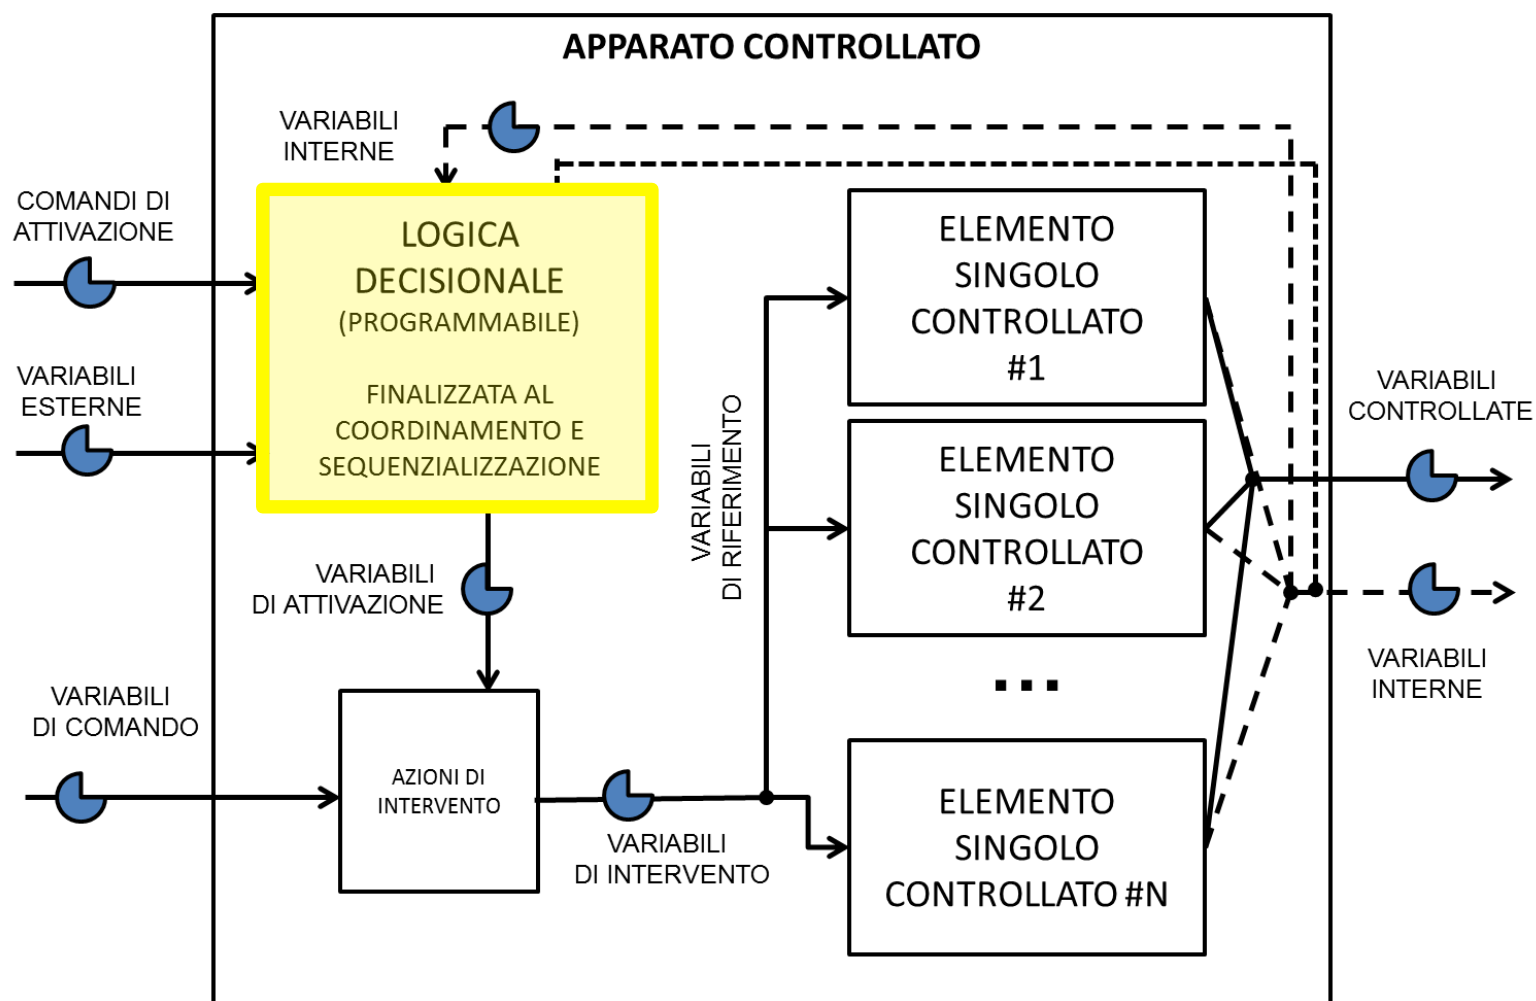 APPARATO CONTROLLATO
VARIABILI
INTERNE
COMANDI DI
ATTIVAZIONE
LOGICA
DECISIONALE
(PROGRAMMABILE)
FINALIZZATA AL
COORDINAMENTO E
SEQUENZIALIZZAZIONE
VARIABILI
ESTERNE
ELEMENTO
SINGOLO
CONTROLLATO
#1
VARIABILI
CONTROLLATE
VARIABILI
DI RIFERIMENTO
ELEMENTO
SINGOLO
CONTROLLATO
#2
VARIABILI
DI ATTIVAZIONE
VARIABILI
INTERNE
...
VARIABILI
DI COMANDO
AZIONI DI
INTERVENTO
VARIABILI
DI INTERVENTO
ELEMENTO
SINGOLO
CONTROLLATO #N